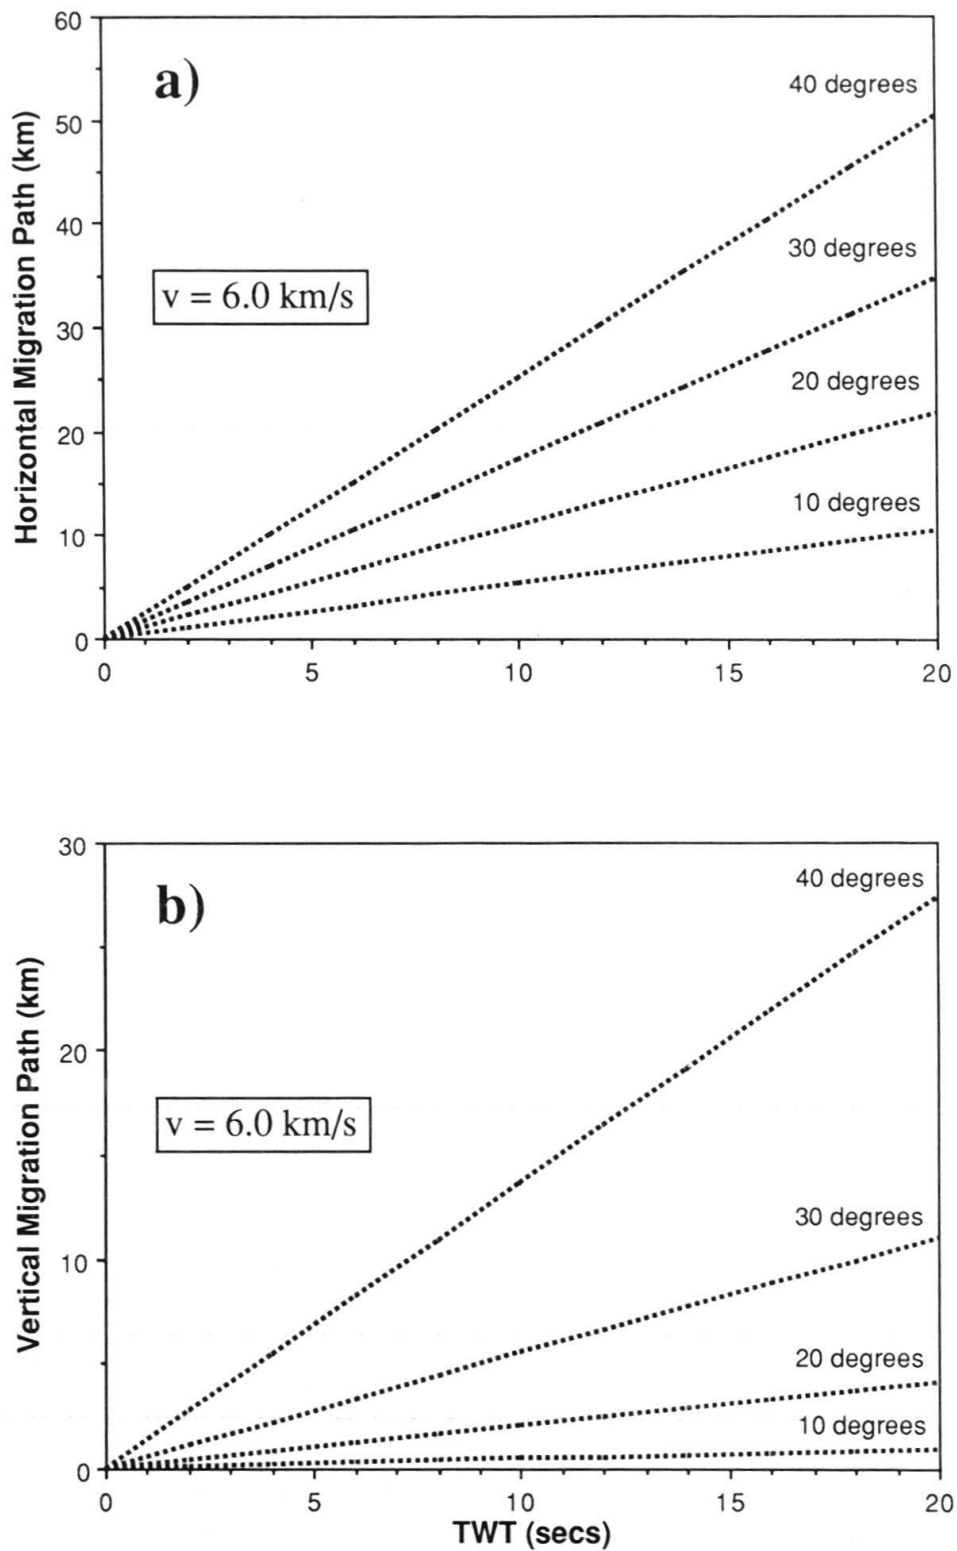 60
a)
40 degrees
50
40
30 degrees
v = 6.0 km/s
30
20 degrees
20
10 degrees
10
0
0 5 10 15 20
Horizontal Migration Path (km)
30
b)
40 degrees
20
v = 6.0 km/s
30 degrees
10
20 degrees
10 degrees
0
0 5 10 15 20
Vertical Migration Path (km)
TWT (secs)